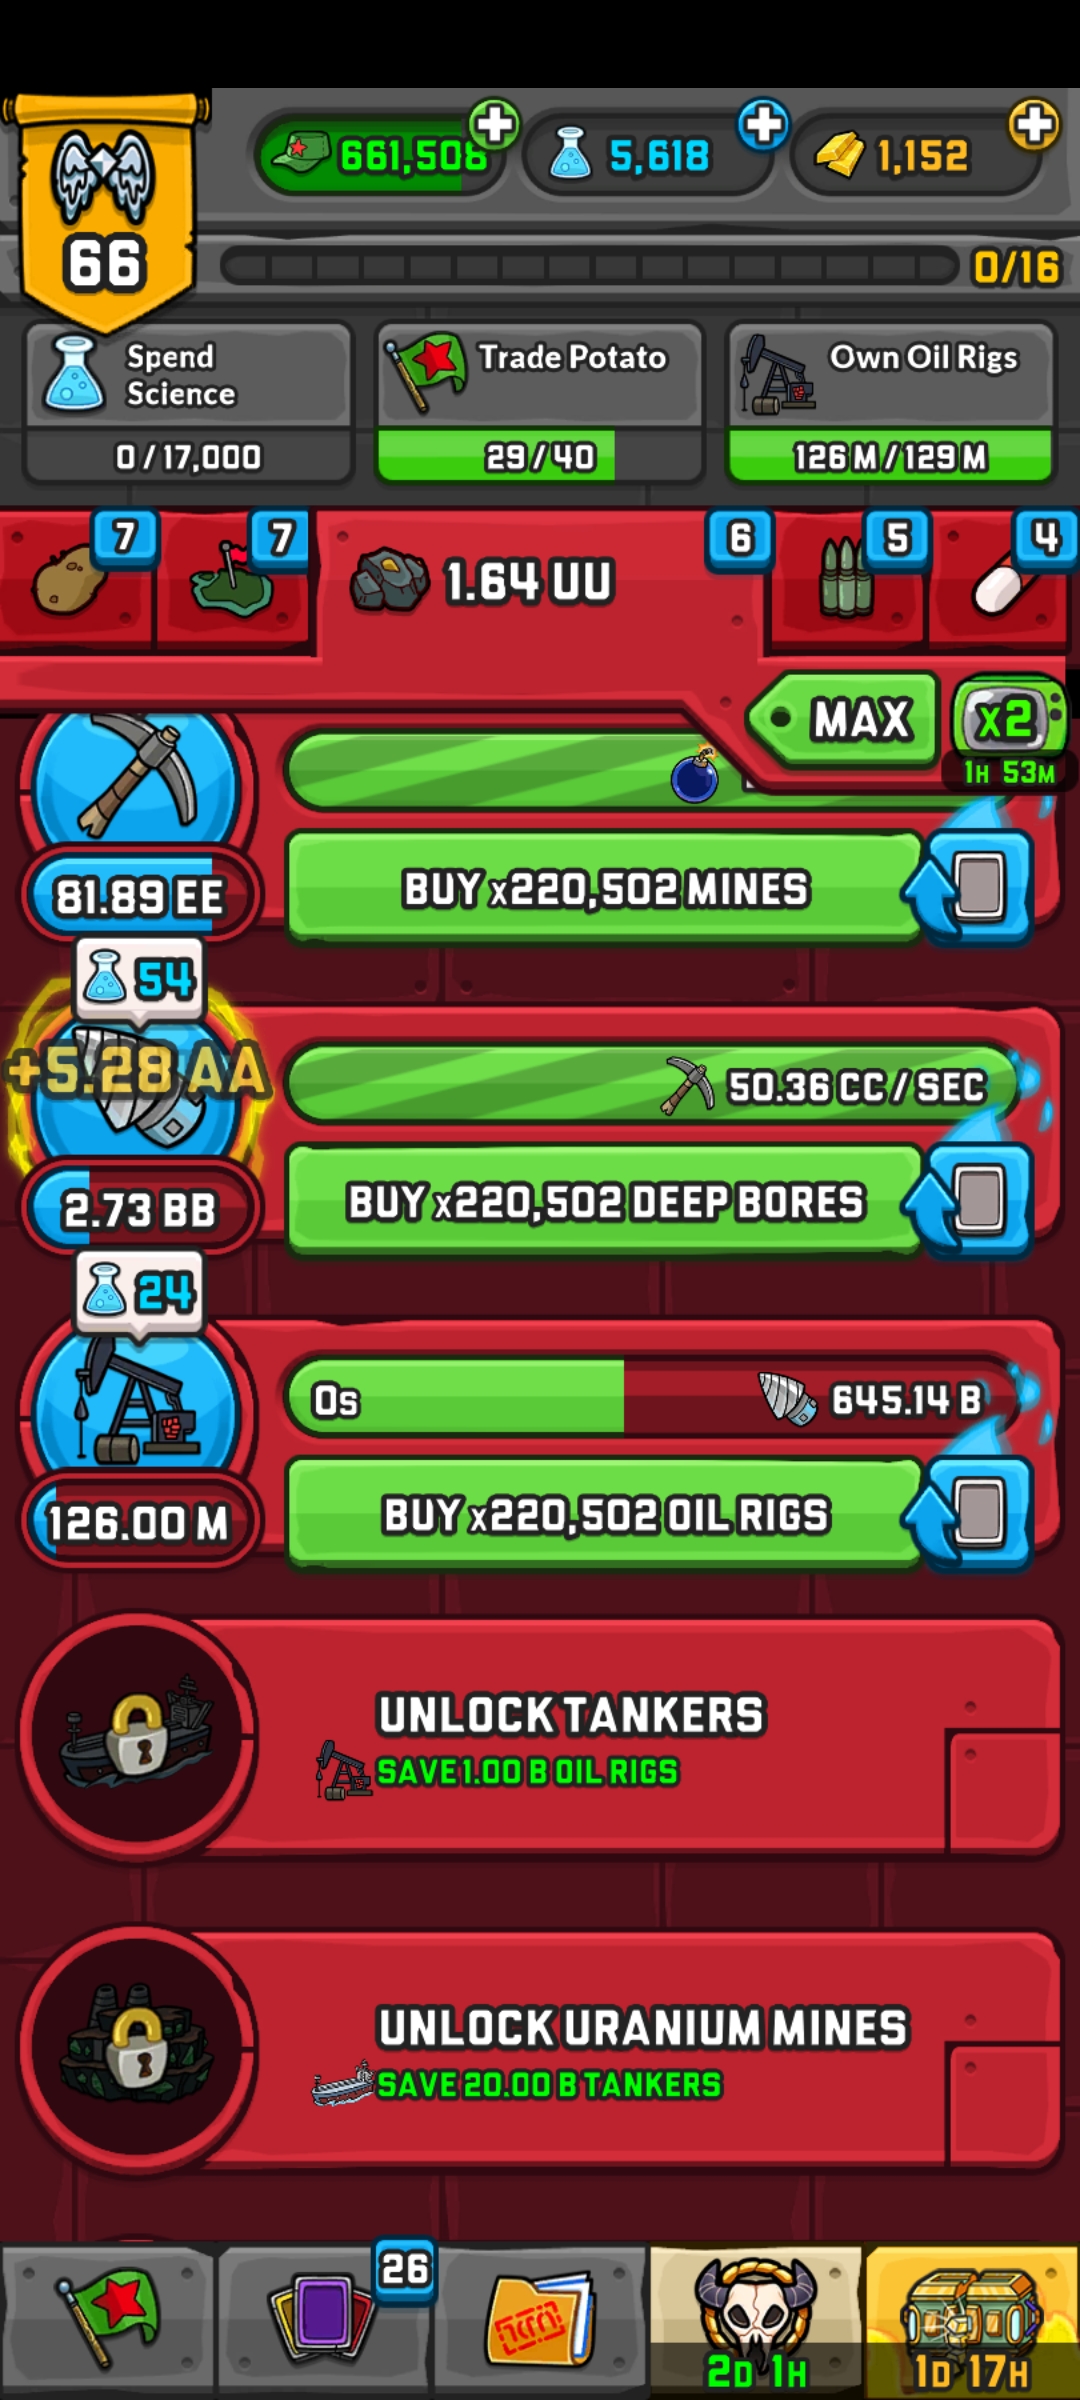 661,508
5,618
1,152
66
0/16
Spend
Science
0/17,000
Trade Potato
29/40
Own Oil Rigs
126 M/129 M
7
7
1.64 UU
6
5
4
MAX
x2
1H 53M
81.89 EE
BUY x220,502 MINES
54
+5.28 AA
50.36 CC/SEC
2.73 BB
BUY x220,502 DEEP BORES
24
0s
645.14 B
126.00 M
BUY x220,502 OIL RIGS
UNLOCK TANKERS
SAVE 1.00 B OIL RIGS
UNLOCK URANIUM MINES
SAVE 20.00 B TANKERS
26
2D 1H
1D 17H